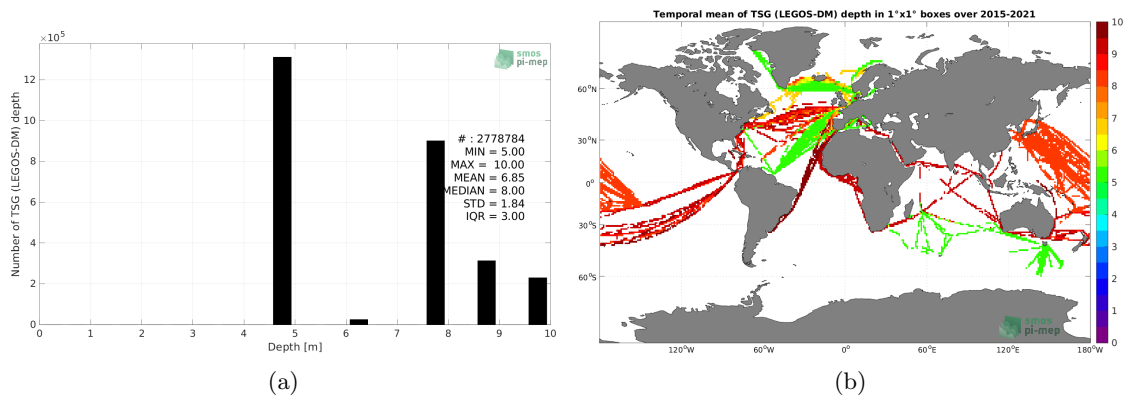 ×10⁵
smos
pi-mep
Number of TSG (LEGOS-DM) depth
12
10
8
6
4
2
0
# : 2778784
MIN = 5.00
MAX = 10.00
MEAN = 6.85
MEDIAN = 8.00
STD = 1.84
IQR = 3.00
0 1 2 3 4 5 6 7 8 9 10
Depth [m]
(a)
Temporal mean of TSG (LEGOS-DM) depth in 1°x1° boxes over 2015-2021
60°N
30°N
0°
30°S
60°S
120°W 60°W 0° 60°E 120°E 180°W
10
9
8
7
6
5
4
3
2
1
0
smos
pi-mep
(b)